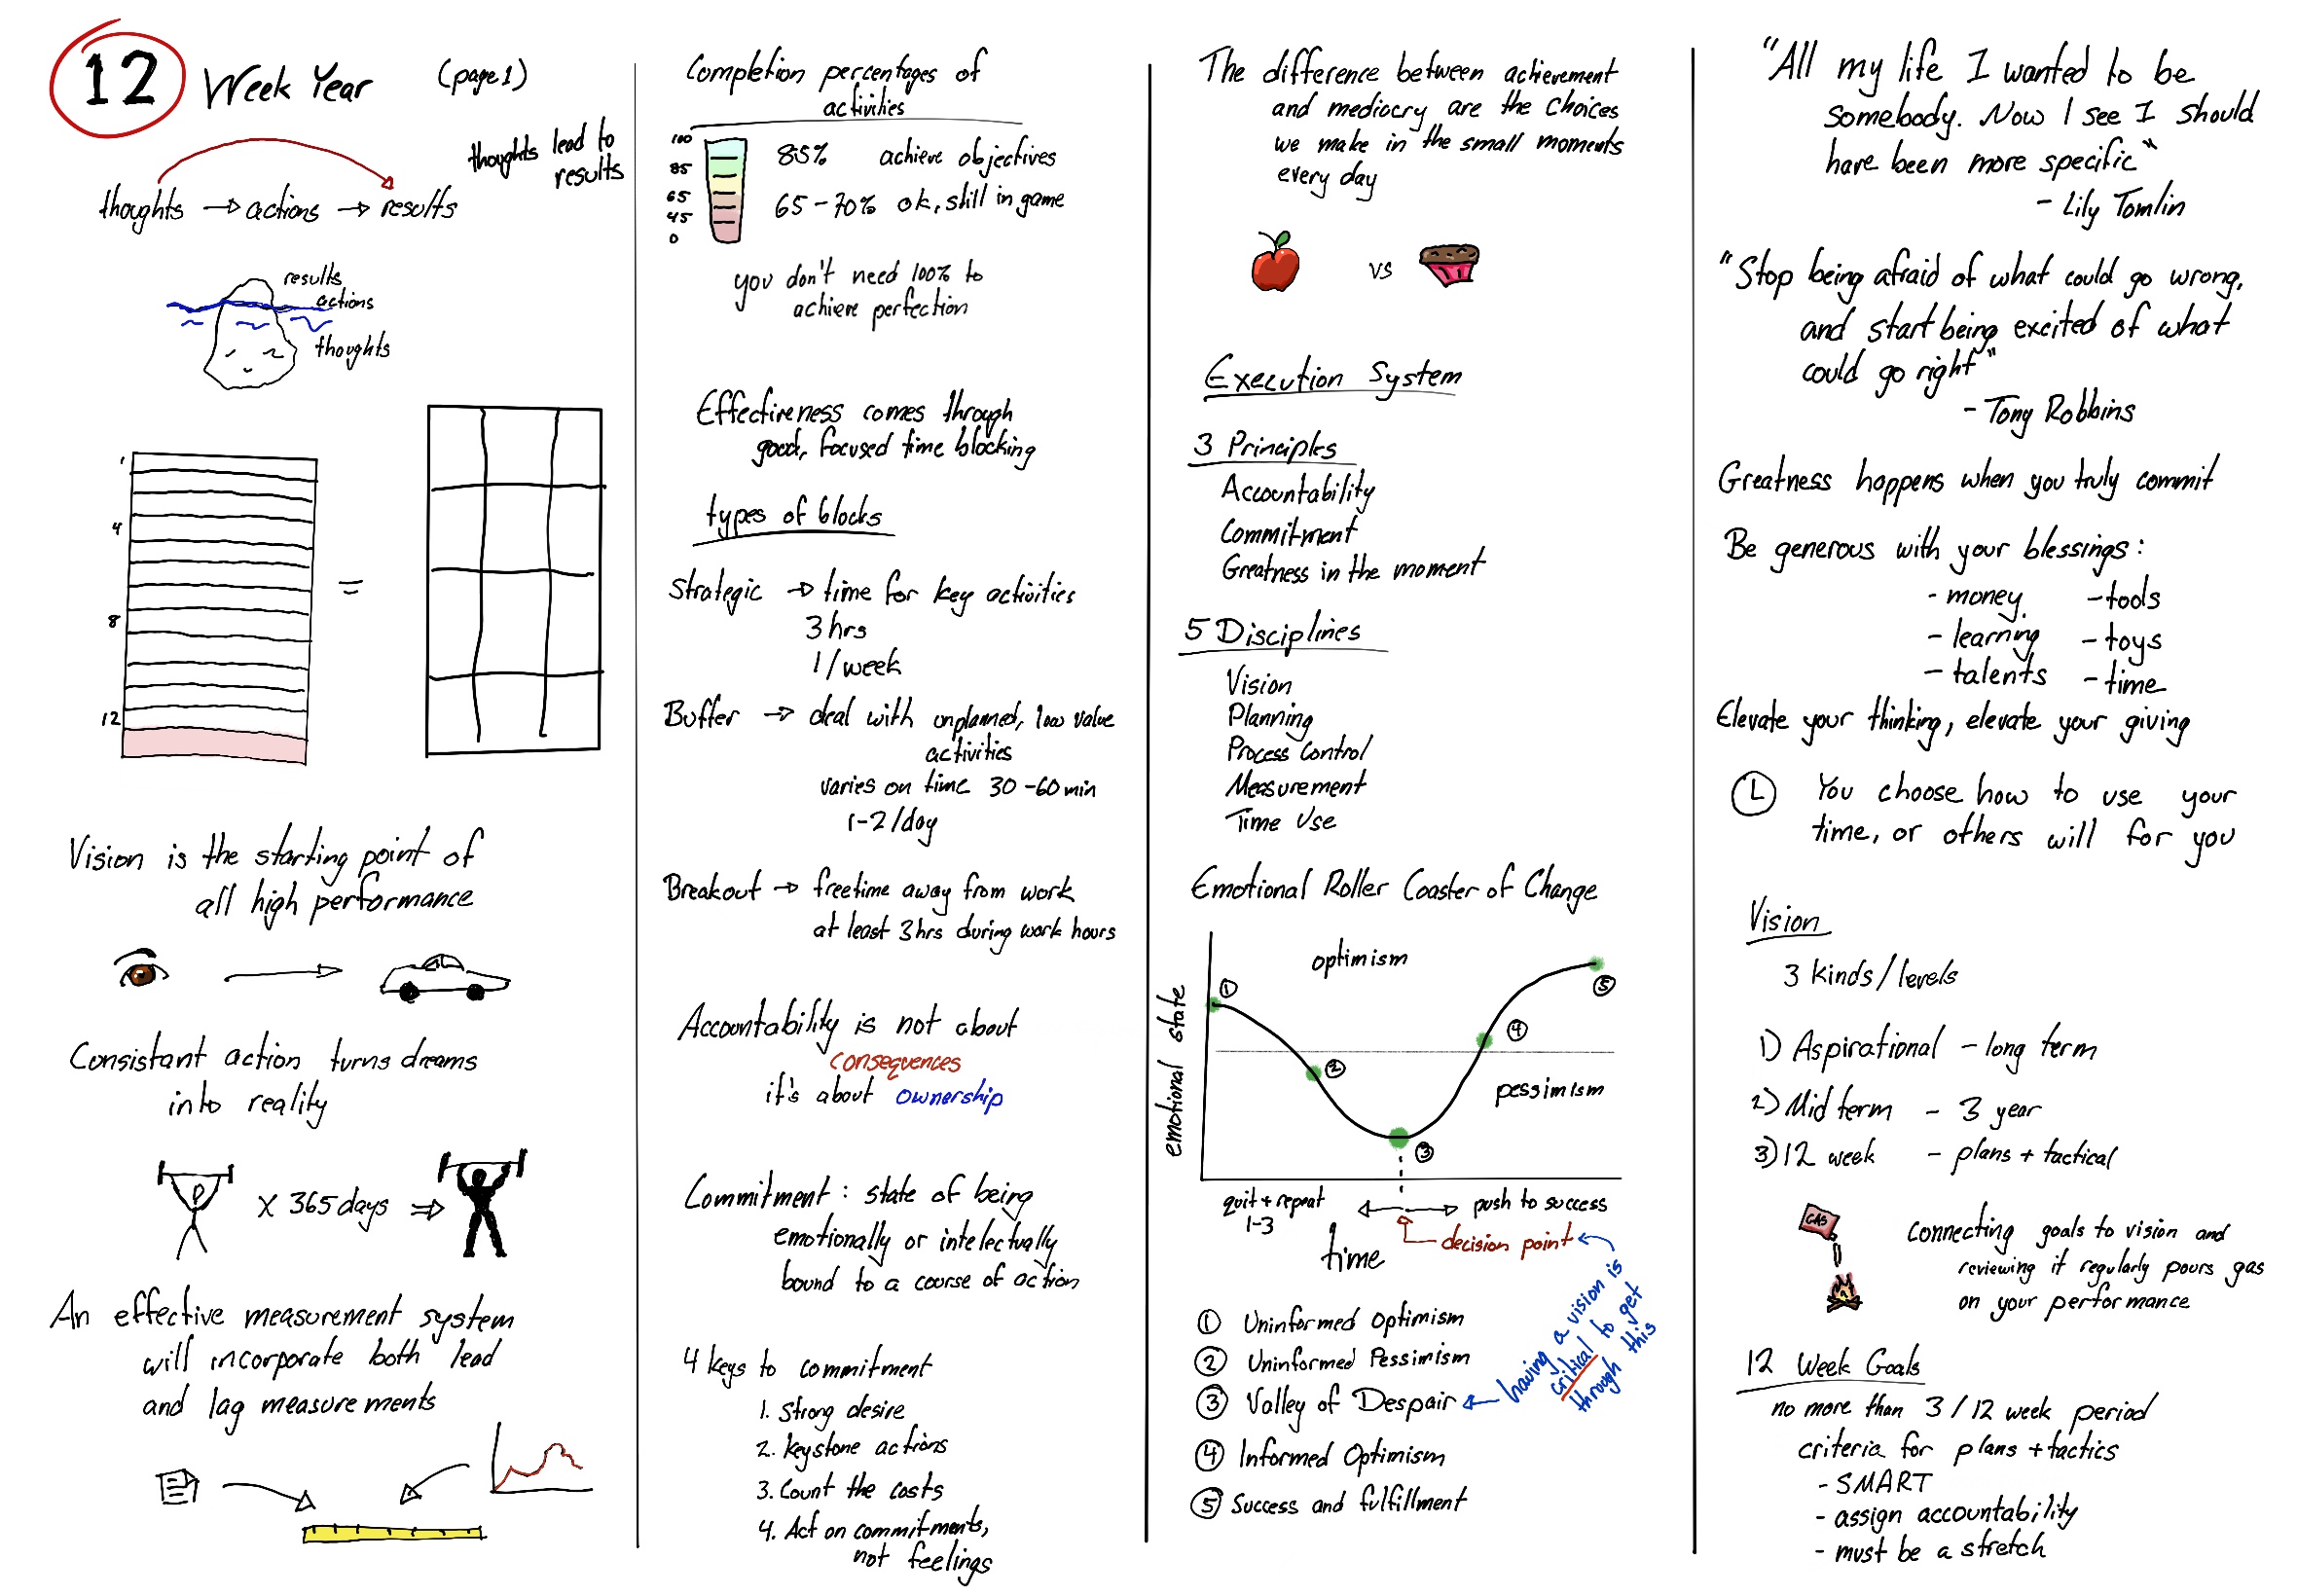 12 Week Year (page 1)
thoughts lead to
results
thoughts → actions → results
results
actions
thoughts
1
4
8
12
=
Vision is the starting point of
all high performance
Consistant action turns dreams
into reality
X 365 days ⇒
An effective measurement system
will incorporate both lead
and lag measurements
Completion percentages of
activities
100
85
65
45
0
85% achieve objectives
65-70% ok, still in game
you don't need 100% to
achieve perfection
Effectiveness comes through
good, focused time blocking
types of blocks
Strategic → time for key activities
3 hrs
1/week
Buffer → deal with unplanned, low value
activities
varies on time 30-60 min
1-2/day
Breakout → freetime away from work
at least 3hrs during work hours
Accountability is not about
consequences
it's about ownership
Commitment: state of being
emotionally or intelectually
bound to a course of action
4 keys to commitment
1. Strong desire
2. keystone actions
3. Count the costs
4. Act on commitments,
not feelings
The difference between achievement
and mediocry are the choices
we make in the small moments
every day
vs
Execution System
3 Principles
Accountability
Commitment
Greatness in the moment
5 Disciplines
Vision
Planning
Process Control
Measurement
Time Use
Emotional Roller Coaster of Change
emotional state
optimism
pessimism
①
②
③
④
⑤
quit + repeat
1-3
push to success
decision point
time
having a vision is
critical to get
through this
① Uninformed Optimism
② Uninformed Pessimism
③ Valley of Despair
④ Informed Optimism
⑤ Success and fulfillment
"All my life I wanted to be
somebody. Now I see I should
have been more specific"
- Lily Tomlin
"Stop being afraid of what could go wrong,
and start being excited of what
could go right"
- Tony Robbins
Greatness happens when you truly commit
Be generous with your blessings:
- money - tools
- learning - toys
- talents - time
Elevate your thinking, elevate your giving
You choose how to use your
time, or others will for you
Vision
3 kinds/levels
1) Aspirational - long term
2) Mid term - 3 year
3) 12 week - plans + tactical
GAS
Connecting goals to vision and
reviewing it regularly pours gas
on your performance
12 Week Goals
no more than 3/12 week period
criteria for plans + tactics
- SMART
- assign accountability
- must be a stretch